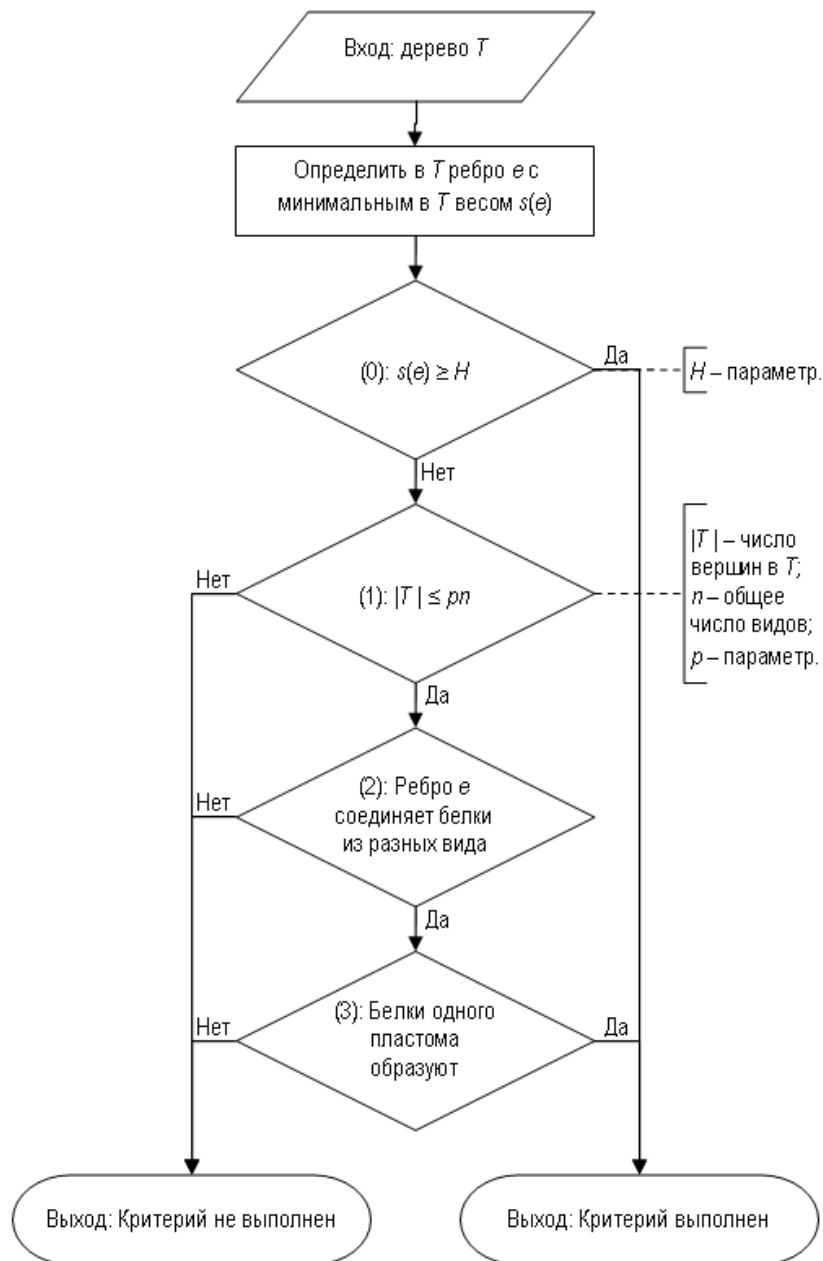 Вход: дерево T
Определить в T ребро e с
минимальным в T весом s(e)
(0): s(e) ≥ H
Да
H – параметр.
Нет
(1): |T| ≤ pn
Нет
|T| – число
вершин в T;
n – общее
число видов;
p – параметр.
Да
(2): Ребро e
соединяет белки
из разных вида
Нет
Да
(3): Белки одного
пластома
образуют
Нет
Да
Выход: Критерий не выполнен
Выход: Критерий выполнен